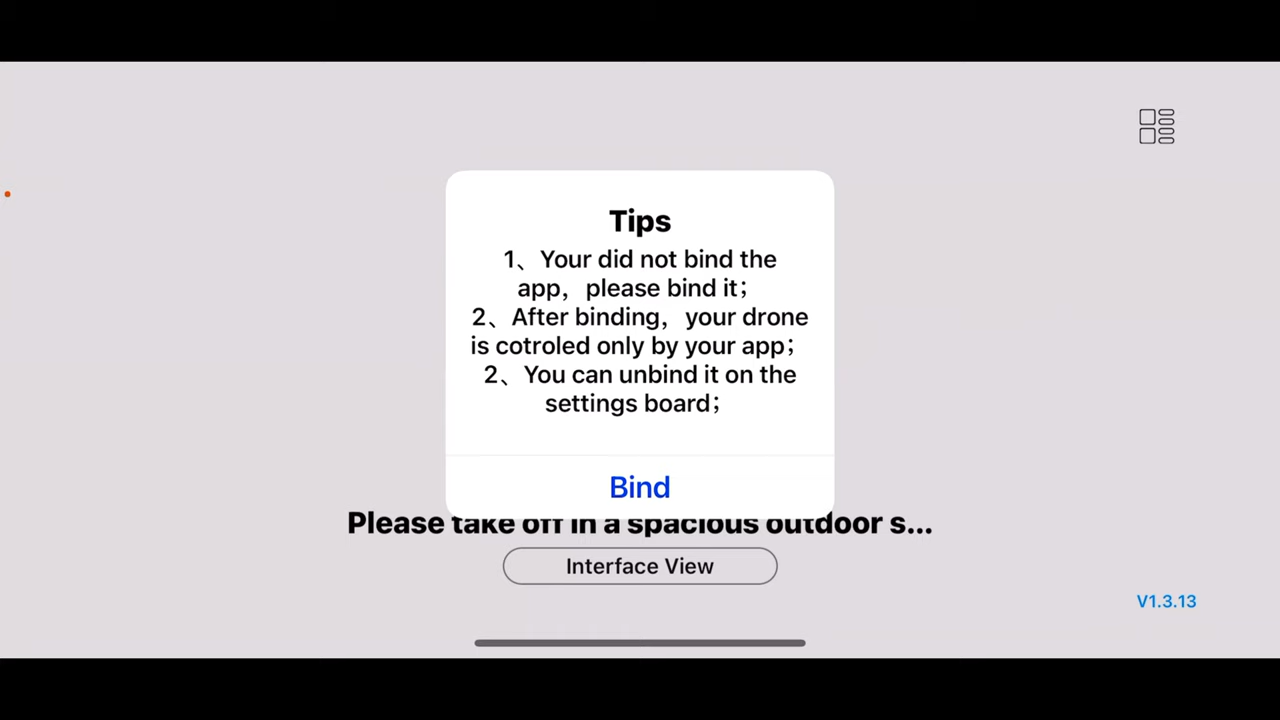 Tips
1、Your did not bind the
app，please bind it；
2、After binding，your drone
is cotroled only by your app；
2、You can unbind it on the
settings board；
Bind
Please take off in a spacious outdoor s...
Interface View
V1.3.13